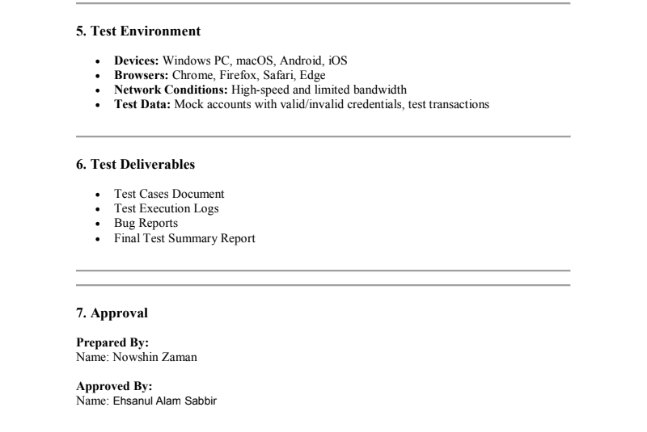 5. Test Environment
• Devices: Windows PC, macOS, Android, iOS
• Browsers: Chrome, Firefox, Safari, Edge
• Network Conditions: High-speed and limited bandwidth
• Test Data: Mock accounts with valid/invalid credentials, test transactions
6. Test Deliverables
• Test Cases Document
• Test Execution Logs
• Bug Reports
• Final Test Summary Report
7. Approval
Prepared By:
Name: Nowshin Zaman
Approved By:
Name: Ehsanul Alam Sabbir